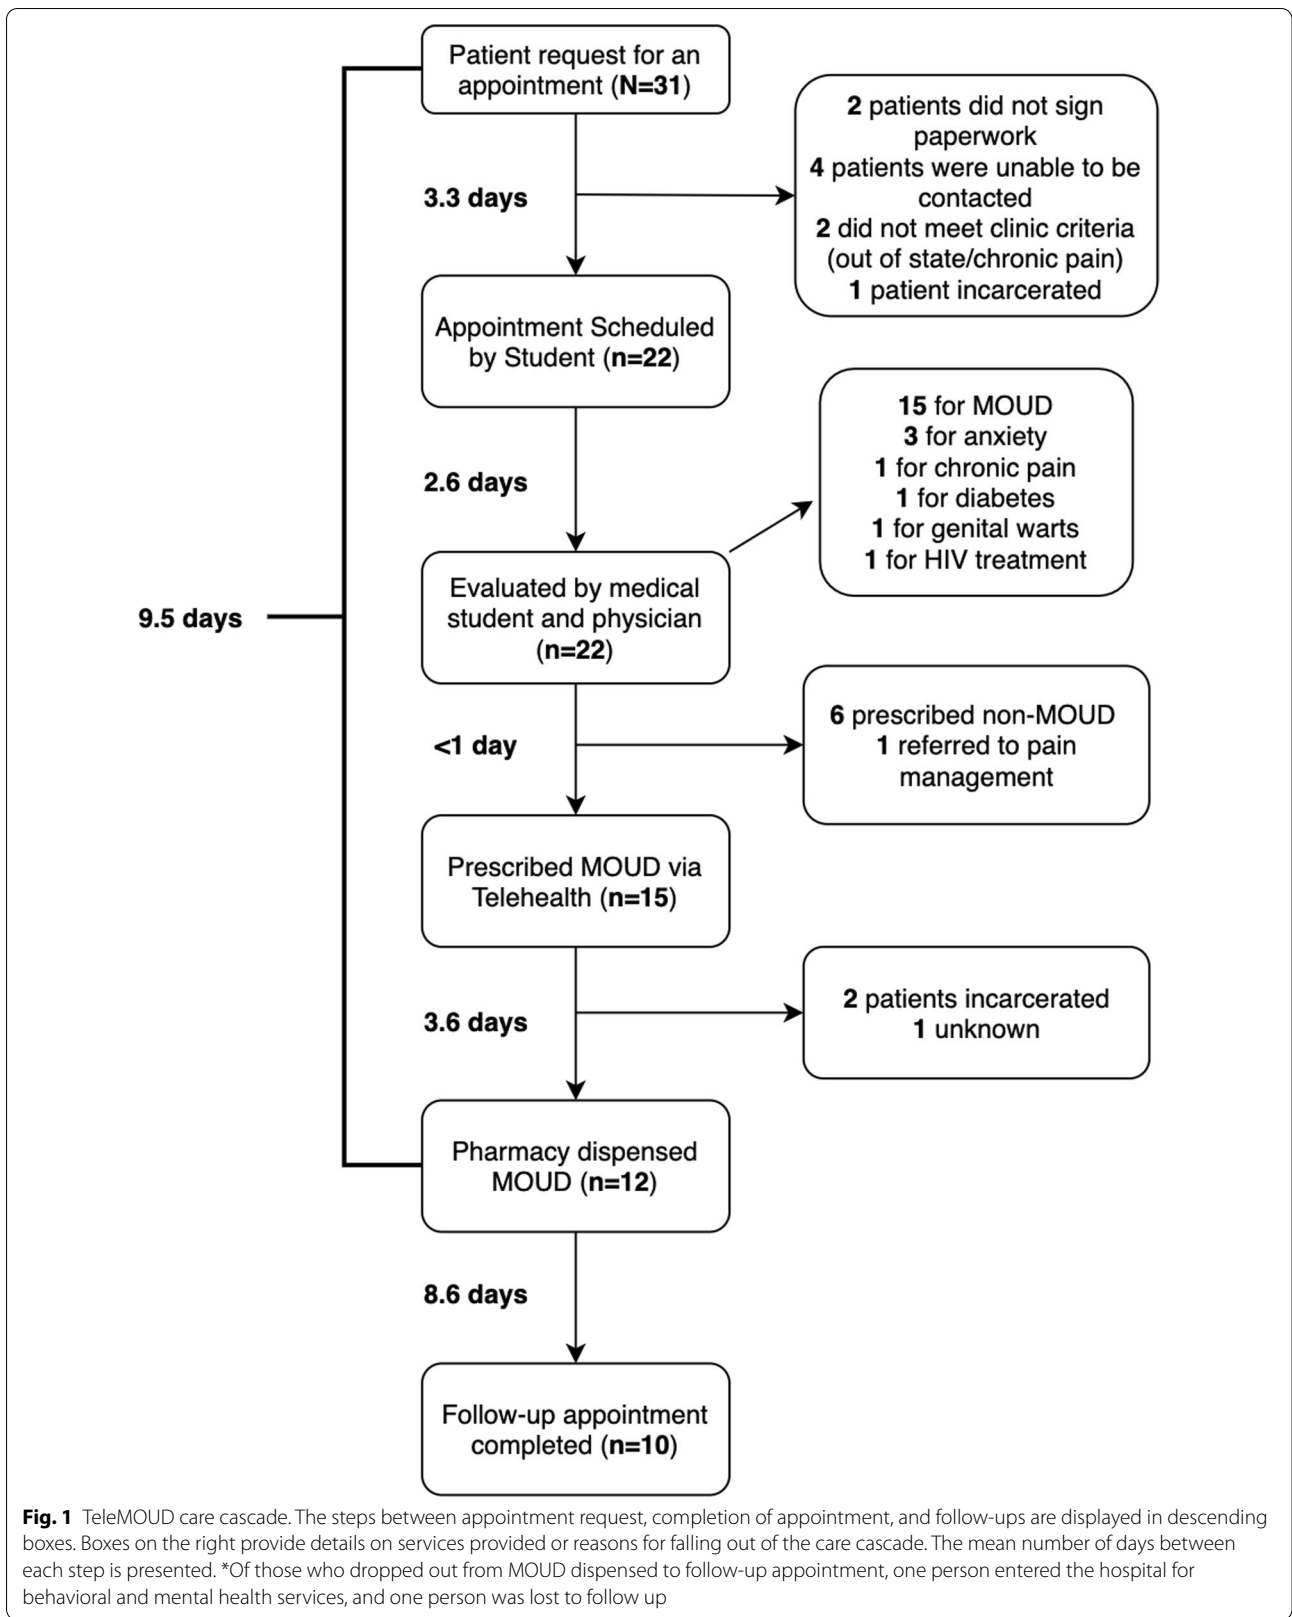 Patient request for an
appointment (N=31)
2 patients did not sign
paperwork
4 patients were unable to be
contacted
2 did not meet clinic criteria
(out of state/chronic pain)
1 patient incarcerated
3.3 days
Appointment Scheduled
by Student (n=22)
15 for MOUD
3 for anxiety
1 for chronic pain
1 for diabetes
1 for genital warts
1 for HIV treatment
2.6 days
Evaluated by medical
student and physician
(n=22)
9.5 days
6 prescribed non-MOUD
1 referred to pain
management
<1 day
Prescribed MOUD via
Telehealth (n=15)
2 patients incarcerated
1 unknown
3.6 days
Pharmacy dispensed
MOUD (n=12)
8.6 days
Follow-up appointment
completed (n=10)
Fig. 1 TeleMOUD care cascade. The steps between appointment request, completion of appointment, and follow-ups are displayed in descending
boxes. Boxes on the right provide details on services provided or reasons for falling out of the care cascade. The mean number of days between
each step is presented. *Of those who dropped out from MOUD dispensed to follow-up appointment, one person entered the hospital for
behavioral and mental health services, and one person was lost to follow up